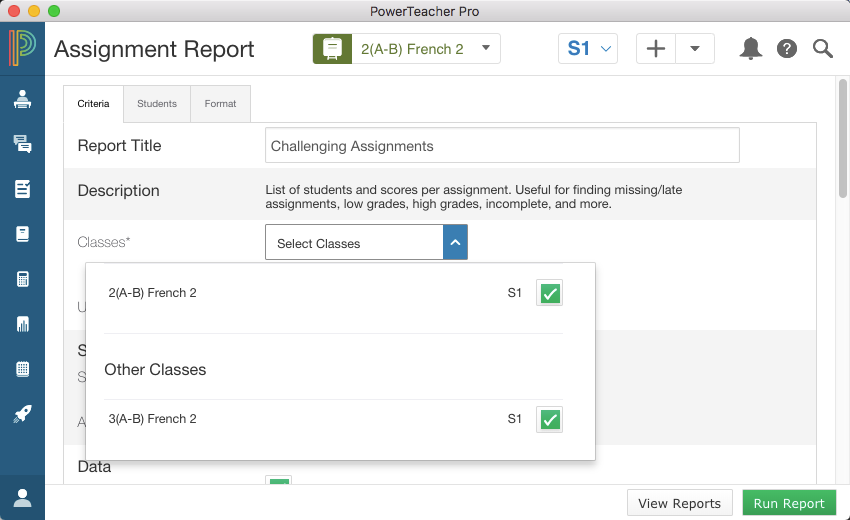 PowerTeacher Pro
Assignment Report
2(A-B) French 2
S1
Criteria
Students
Format
Report Title
Challenging Assignments
Description
List of students and scores per assignment. Useful for finding missing/late
assignments, low grades, high grades, incomplete, and more.
Classes*
Select Classes
2(A-B) French 2 S1
Other Classes
3(A-B) French 2 S1
Data
View Reports
Run Report